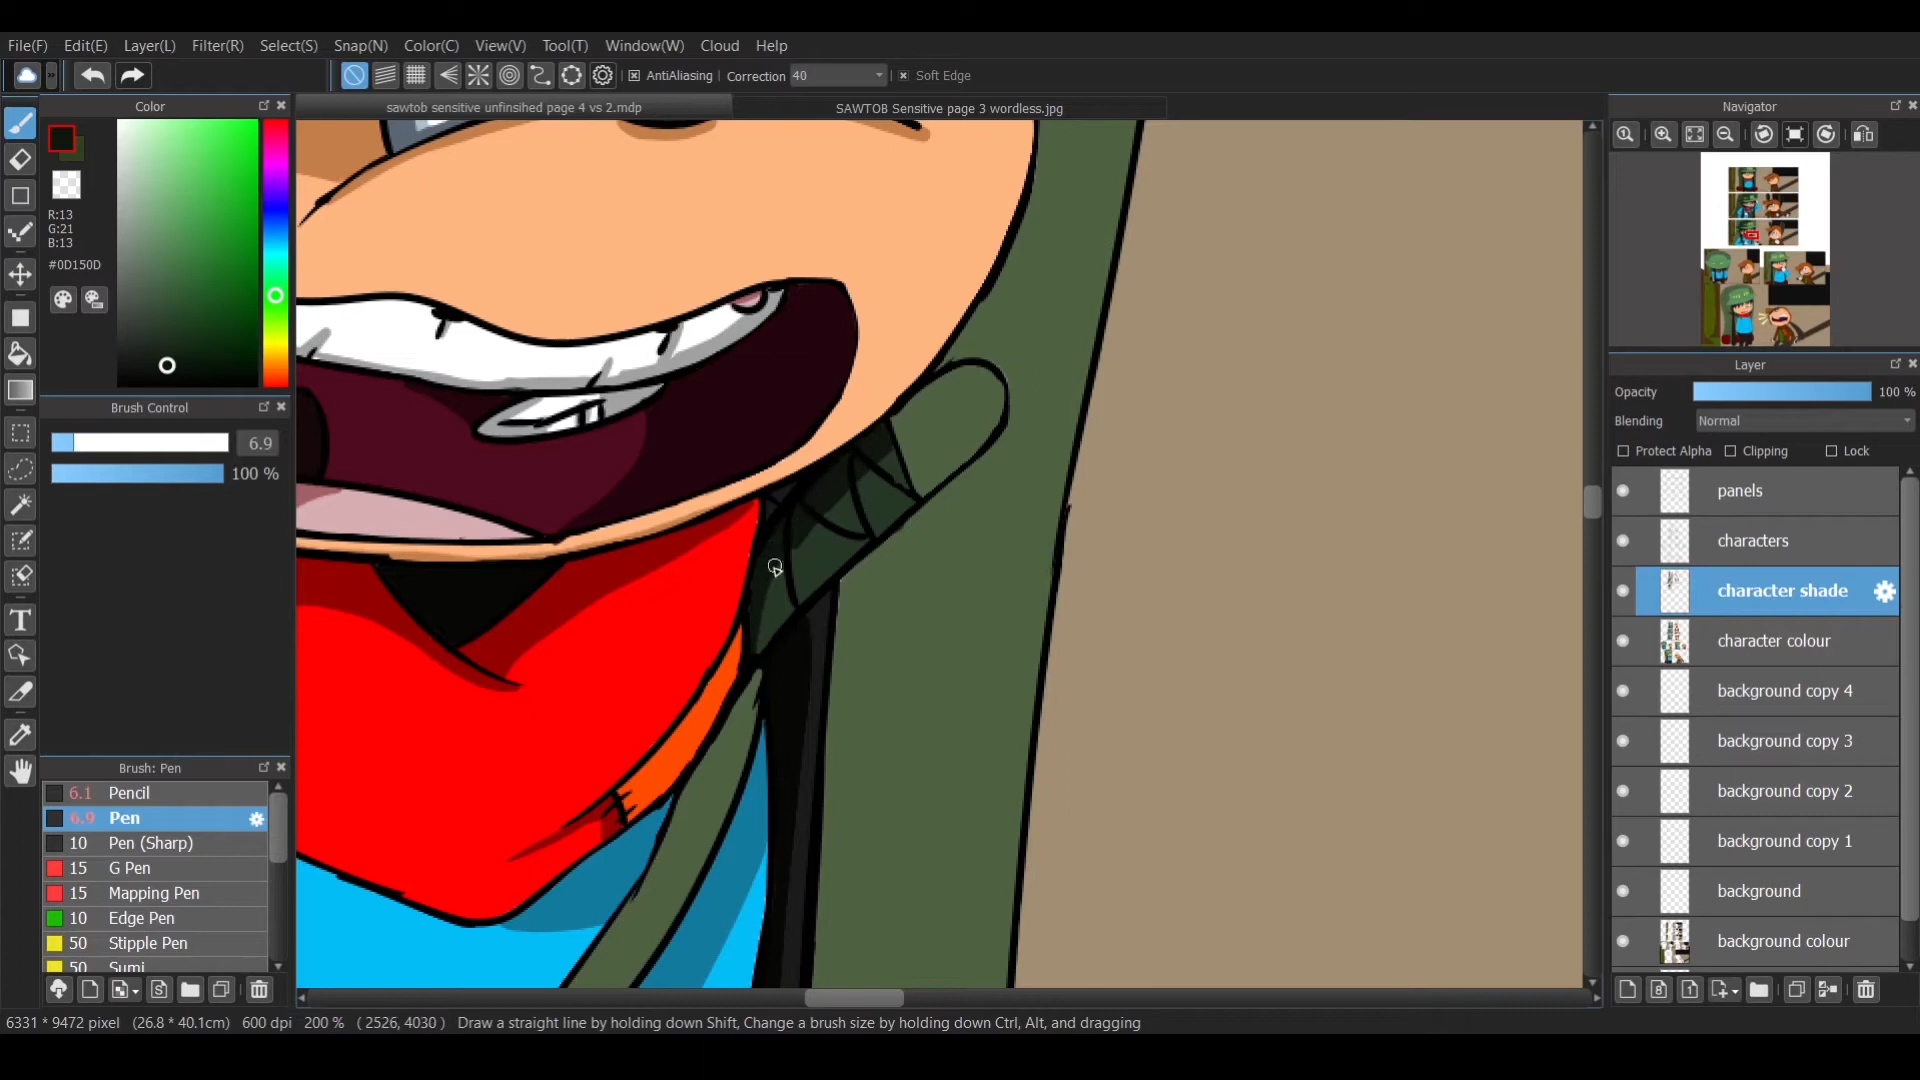 File(F) Edit(E) Layer(L) Filter(R) Select(S) Snap(N) Color(C) View(V) Tool(T) Window(W) Cloud Help
AntiAliasing Correction 40 Soft Edge
Color
sawtob sensitive unfinsihed page 4 vs 2.mdp
SAWTOB Sensitive page 3 wordless.jpg
Navigator
R:13
G:21
B:13
#0D150D
Brush Control
6.9
100 %
Brush: Pen
6.1 Pencil
6.9 Pen
10 Pen (Sharp)
15 G Pen
15 Mapping Pen
10 Edge Pen
50 Stipple Pen
50 Sumi
Layer
Opacity 100 %
Blending Normal
Protect Alpha Clipping Lock
panels
characters
character shade
character colour
background copy 4
background copy 3
background copy 2
background copy 1
background
background colour
6331 * 9472 pixel (26.8 * 40.1cm) 600 dpi 200 % ( 2526, 4030 ) Draw a straight line by holding down Shift, Change a brush size by holding down Ctrl, Alt, and dragging